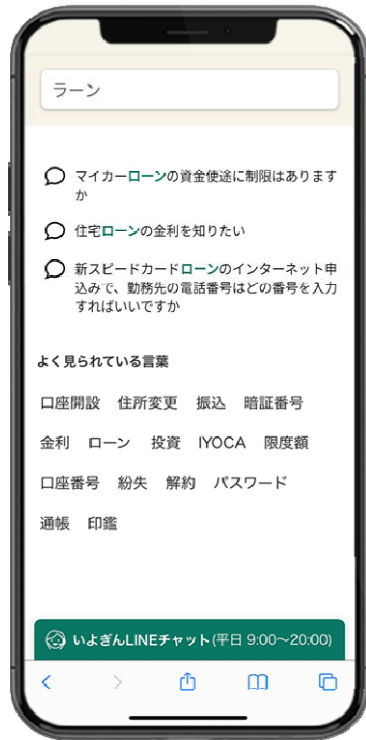 ラーン
マイカーローンの資金使途に制限はあります
か
住宅ローンの金利を知りたい
新スピードカードローンのインターネット申
込みで、勤務先の電話番号はどの番号を入力
すればいいですか
よく見られている言葉
口座開設 住所変更 振込 暗証番号
金利 ローン 投資 IYOCA 限度額
口座番号 紛失 解約 パスワード
通帳 印鑑
いよぎんLINEチャット(平日 9:00〜20:00)